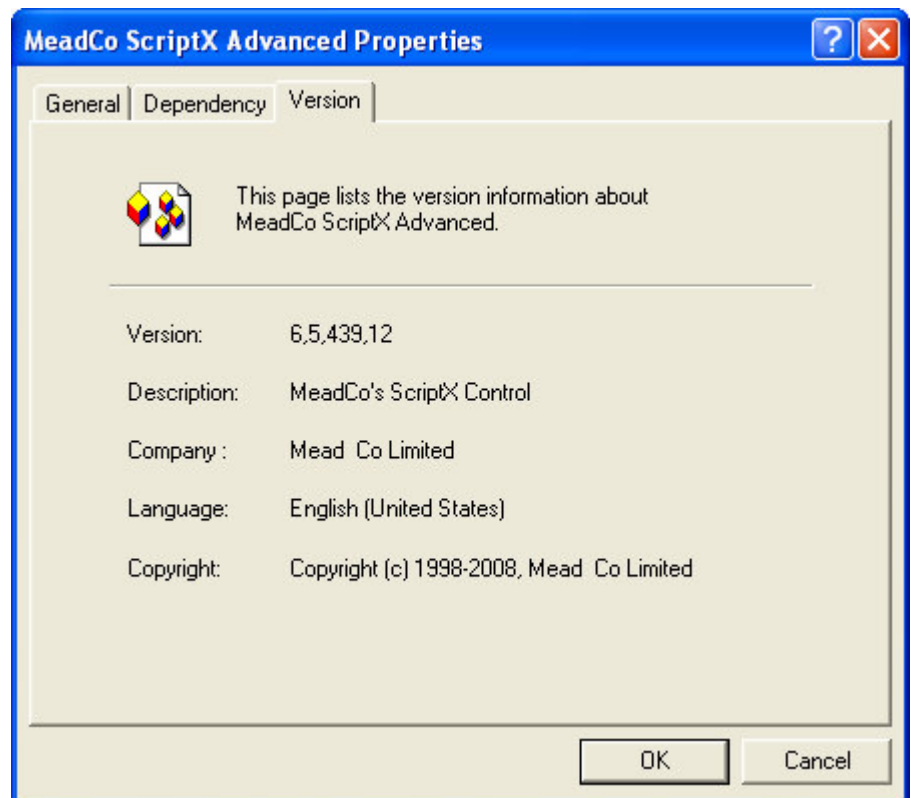 MeadCo ScriptX Advanced Properties
?
General Dependency Version
This page lists the version information about
MeadCo ScriptX Advanced.
Version: 6,5,439,12
Description: MeadCo's ScriptX Control
Company : Mead Co Limited
Language: English (United States)
Copyright: Copyright (c) 1998-2008, Mead Co Limited
OK Cancel